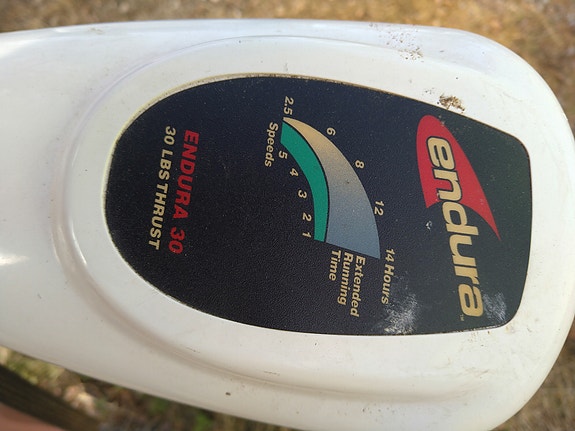 endura
14 Hours
12
8
6
2.5
Extended
Running
Time
1
2
3
4
5
Speeds
ENDURA 30
30 LBS THRUST